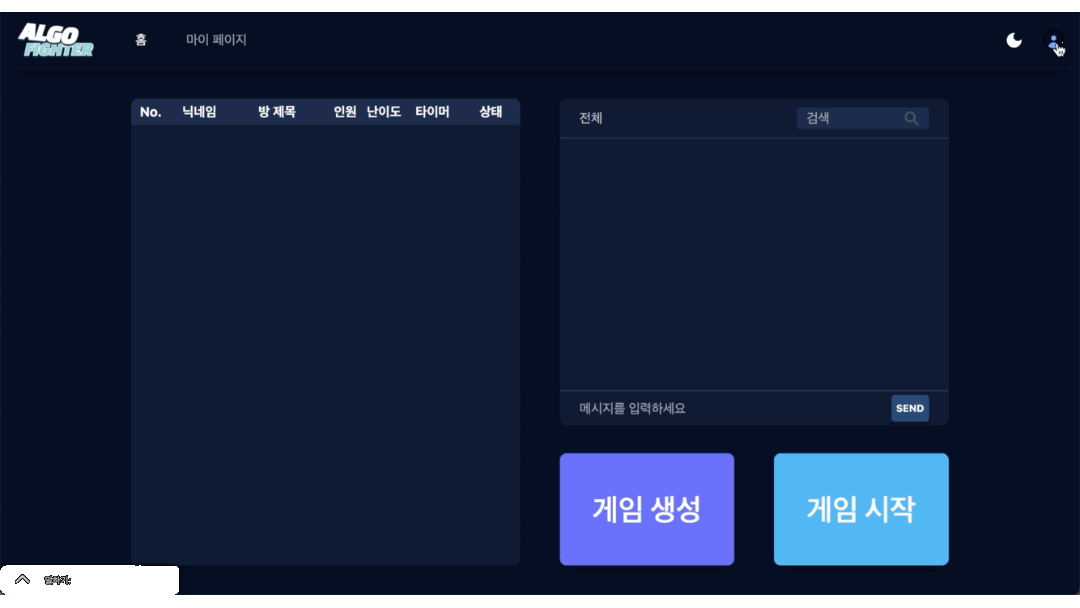 ALGO
FIGHTER
홈 마이 페이지
No. 닉네임 방 제목 인원 난이도 타이머 상태
전체 검색
메시지를 입력하세요 SEND
게임 생성 게임 시작